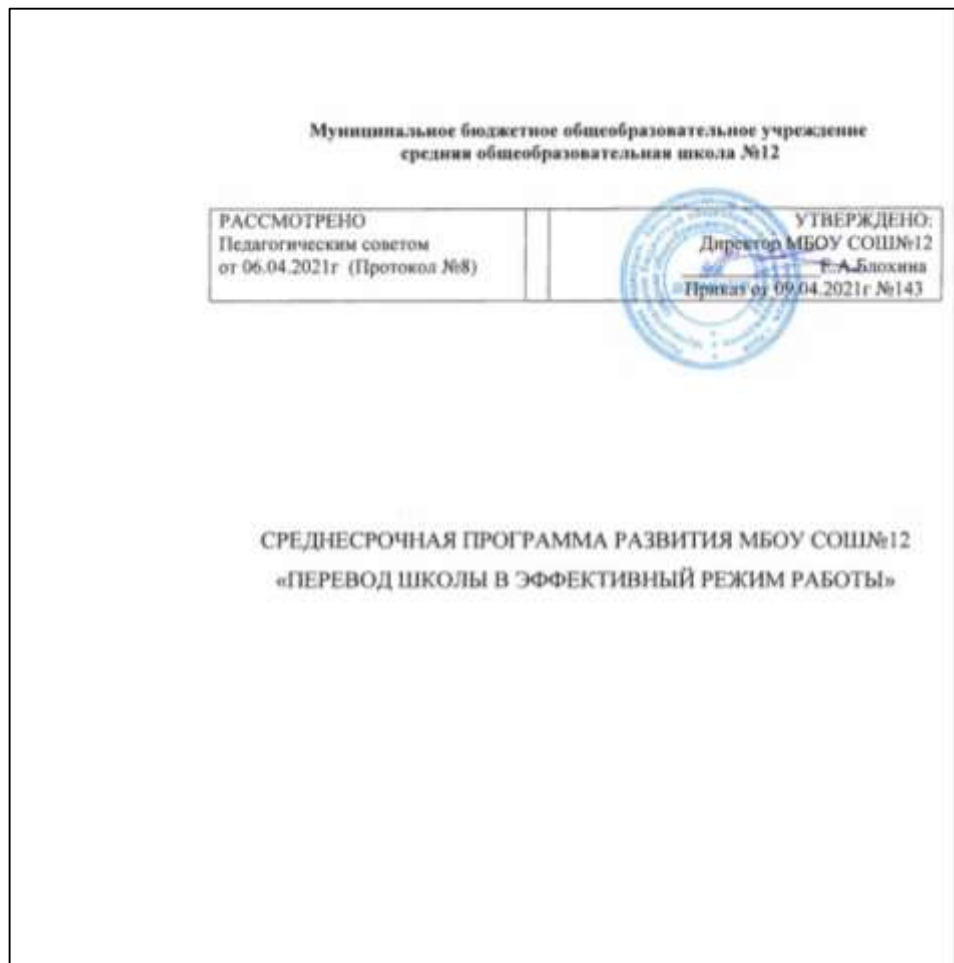 Муниципальное бюджетное общеобразовательное учреждение
средняя общеобразовательная школа №12
РАССМОТРЕНО
Педагогическим советом
от 06.04.2021г (Протокол №8)
УТВЕРЖДЕНО:
Директор МБОУ СОШ№12
Е.А.Блохина
Приказ от 09.04.2021г №143
СРЕДНЕСРОЧНАЯ ПРОГРАММА РАЗВИТИЯ МБОУ СОШ№12
«ПЕРЕВОД ШКОЛЫ В ЭФФЕКТИВНЫЙ РЕЖИМ РАБОТЫ»